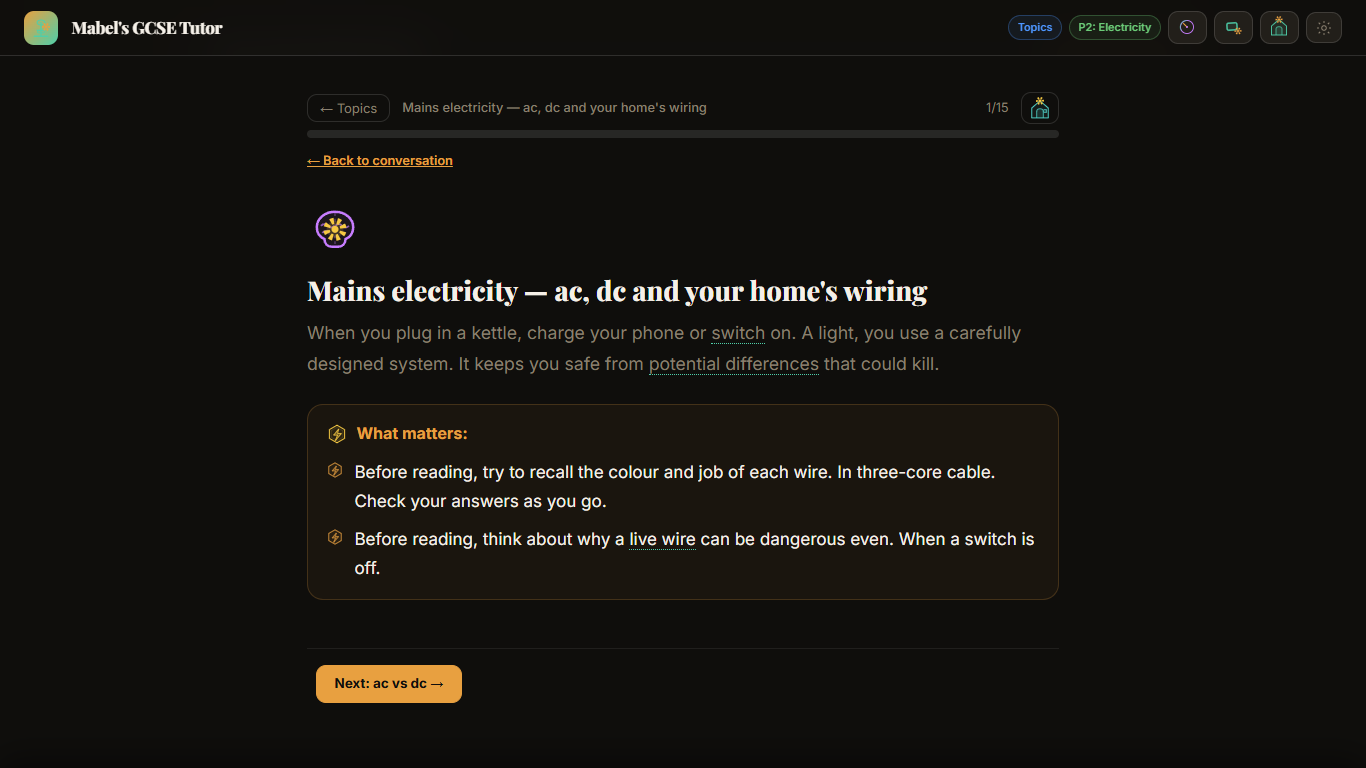 Mabel's GCSE Tutor
Topics
P2: Electricity
← Topics
Mains electricity — ac, dc and your home's wiring
1/15
← Back to conversation
Mains electricity — ac, dc and your home's wiring
When you plug in a kettle, charge your phone or switch on. A light, you use a carefully
designed system. It keeps you safe from potential differences that could kill.
What matters:
Before reading, try to recall the colour and job of each wire. In three-core cable.
Check your answers as you go.
Before reading, think about why a live wire can be dangerous even. When a switch is
off.
Next: ac vs dc →